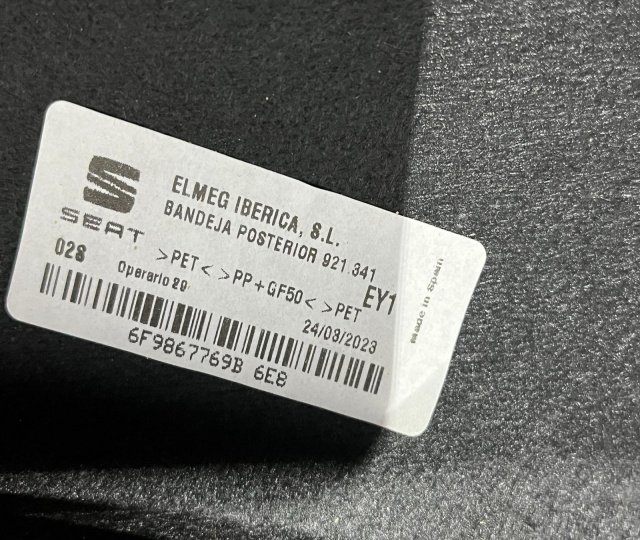 SEAT
ELMEG IBERICA, S.L.
BANDEJA POSTERIOR 921.341
028 >PET< >PP+GF50< >PET EY1
Operario 29
24/03/2023
6F9867769B 6E8
Made in Spain